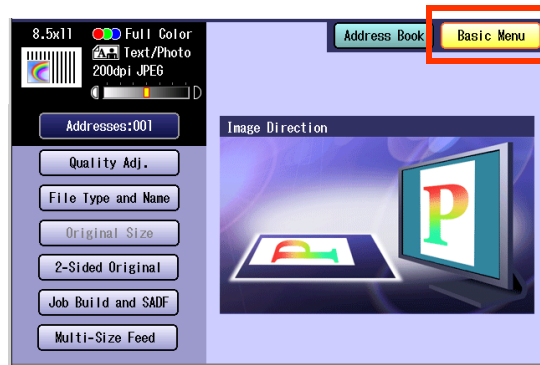 8.5x11 Full Color
Text/Photo
200dpi JPEG
Address Book
Basic Menu
Addresses:001
Quality Adj.
File Type and Name
Original Size
2-Sided Original
Job Build and SADF
Multi-Size Feed
Image Direction
P
P